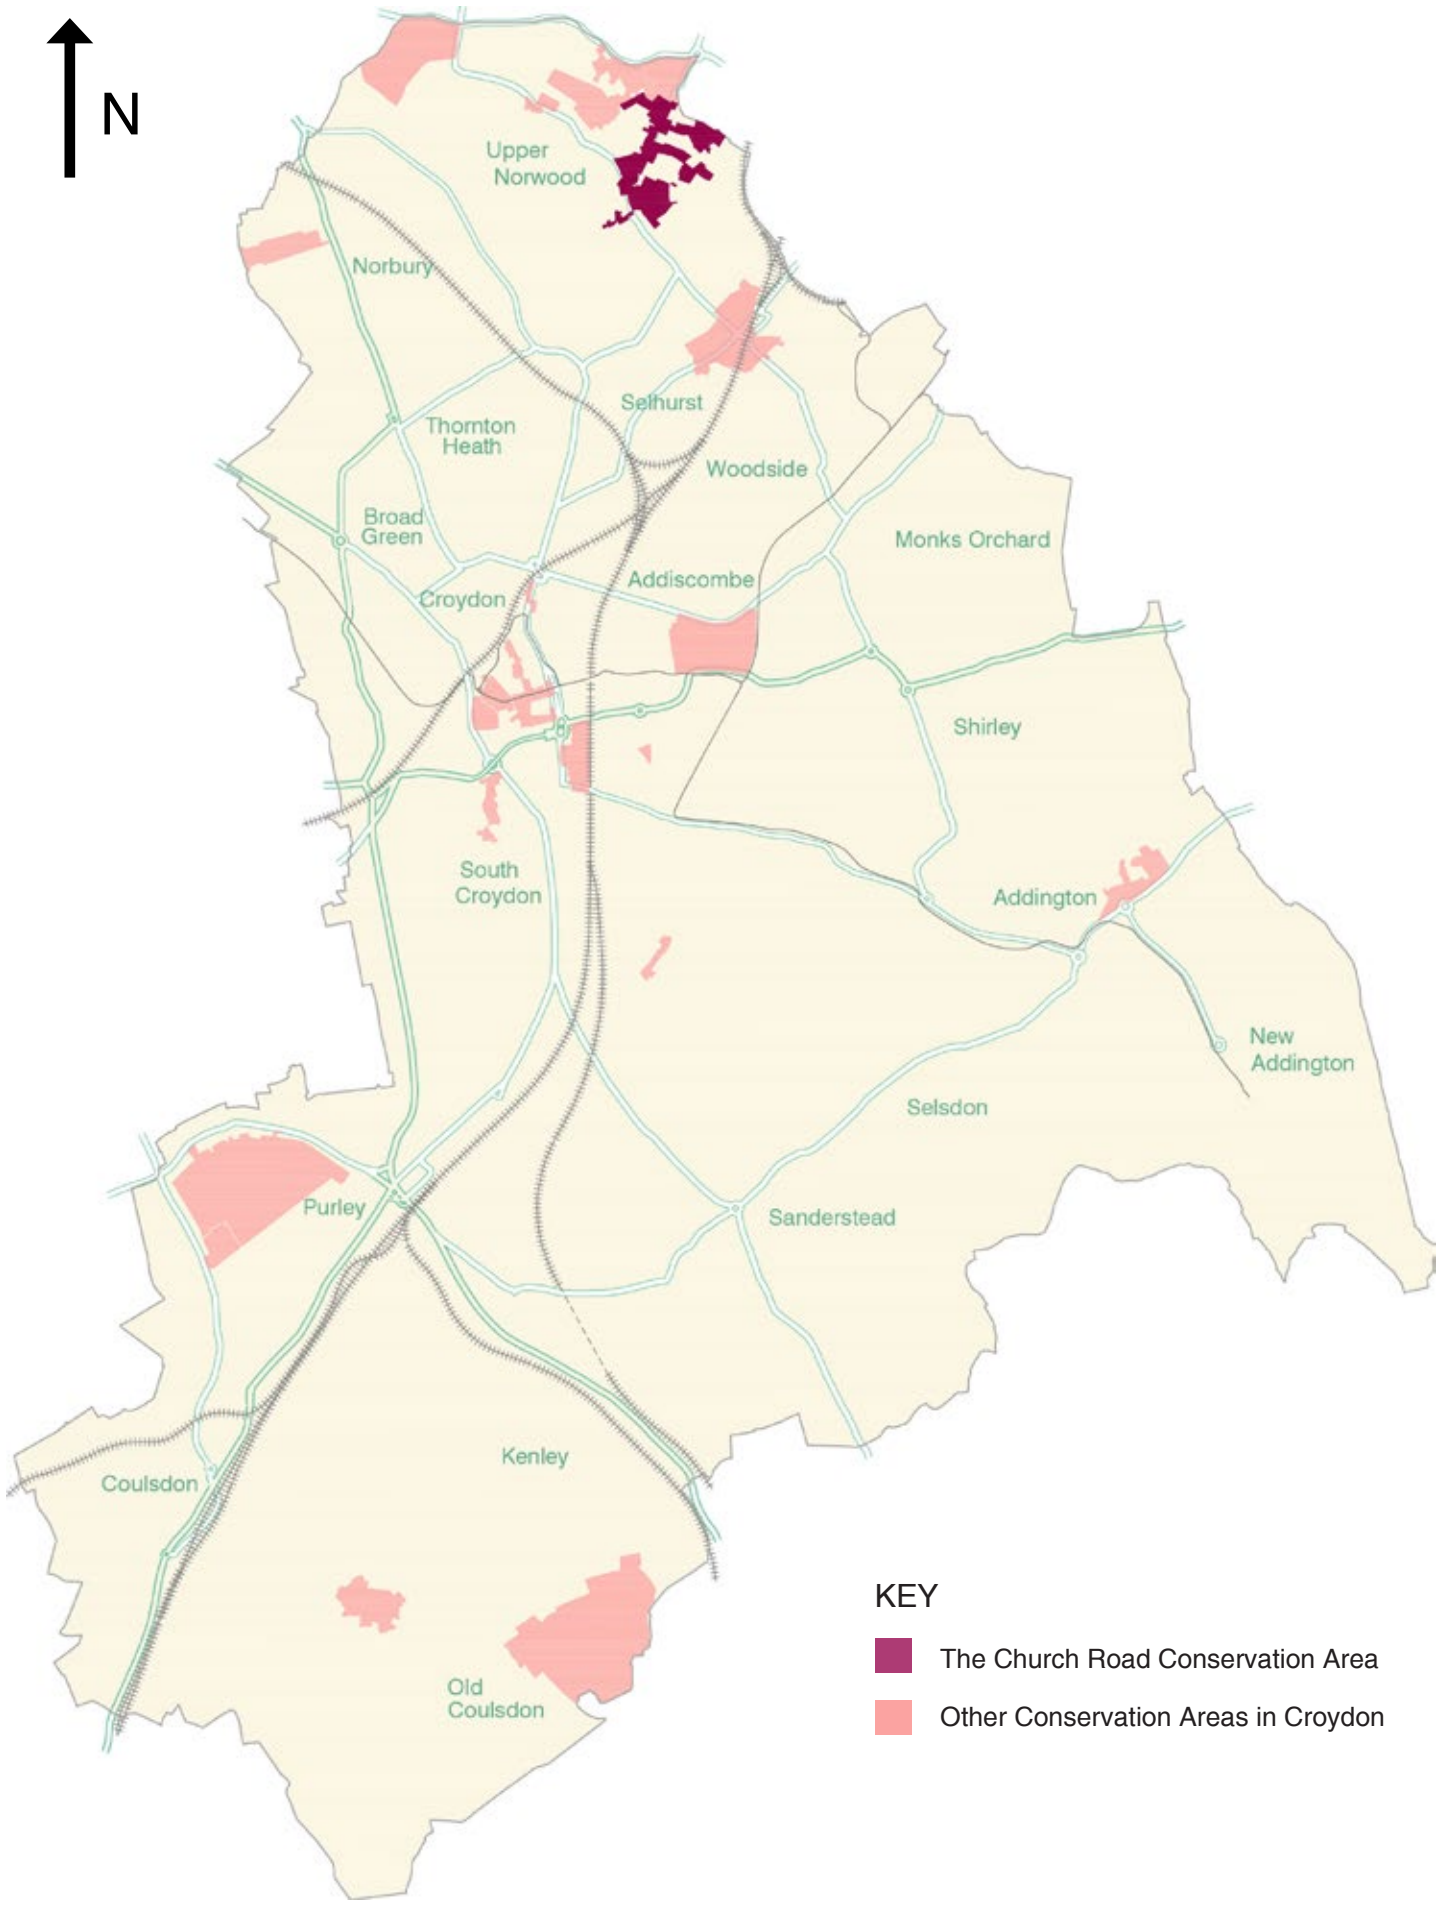 N
Upper
Norwood
Norbury
Selhurst
Thornton
Heath
Woodside
Broad
Green
Monks Orchard
Addiscombe
Croydon
Shirley
South
Croydon
Addington
New
Addington
Selsdon
Purley
Sanderstead
Kenley
Coulsdon
Old
Coulsdon
KEY
The Church Road Conservation Area
Other Conservation Areas in Croydon